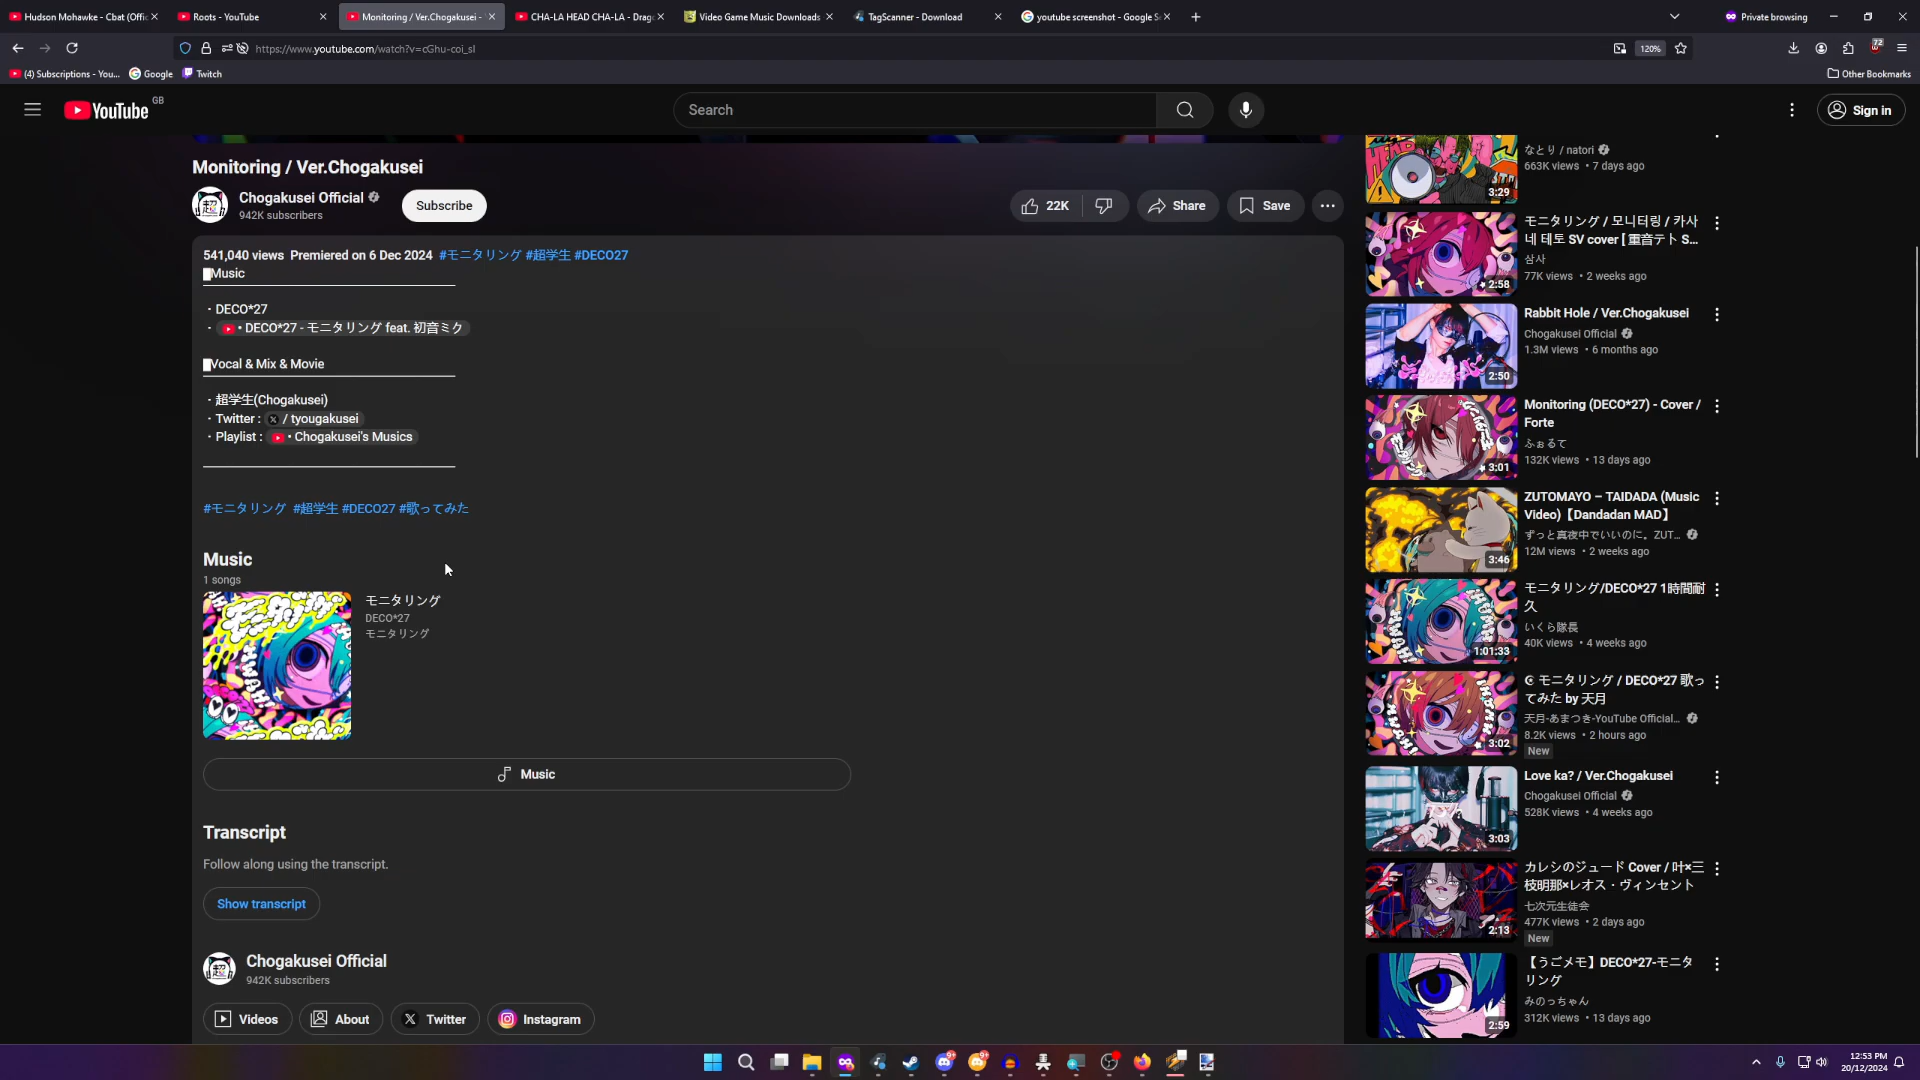 Hudson Mohawke - Cbat (Offic
Roots - YouTube
Monitoring / Ver.Chogakusei -
CHA-LA HEAD CHA-LA - Drag
Video Game Music Downloads
TagScanner - Download
youtube screenshot - Google S
Private browsing
https://www.youtube.com/watch?v=cGhu-coi_sI
120%
72
(4) Subscriptions - You...
Google
Twitch
Other Bookmarks
YouTube GB
Search
Sign in
Monitoring / Ver.Chogakusei
Chogakusei Official
942K subscribers
Subscribe
22K
Share
Save
541,040 views Premiered on 6 Dec 2024 #モニタリング #超学生 #DECO27
█Music
・DECO*27
・ • DECO*27 - モニタリング feat. 初音ミク
█Vocal & Mix & Movie
・超学生(Chogakusei)
・Twitter : / tyougakusei
・Playlist : • Chogakusei's Musics
#モニタリング #超学生 #DECO27 #歌ってみた
Music
1 songs
モニタリング
DECO*27
モニタリング
Music
Transcript
Follow along using the transcript.
Show transcript
Chogakusei Official
942K subscribers
Videos
About
Twitter
Instagram
なとり / natori
663K views • 7 days ago
3:29
モニタリング / 모니터링 / 카사
네 테토 SV cover [ 重音テト S...
삼사
77K views • 2 weeks ago
2:58
Rabbit Hole / Ver.Chogakusei
Chogakusei Official
1.3M views • 6 months ago
2:50
Monitoring (DECO*27) - Cover /
Forte
ふぉるて
132K views • 13 days ago
3:01
ZUTOMAYO – TAIDADA (Music
Video)【Dandadan MAD】
ずっと真夜中でいいのに。ZUT...
12M views • 2 weeks ago
3:46
モニタリング/DECO*27 1時間耐
久
いくら隊長
40K views • 4 weeks ago
1:01:33
☪ モニタリング / DECO*27 歌っ
てみた by 天月
天月-あまつき-YouTube Official...
8.2K views • 2 hours ago
New
3:02
Love ka? / Ver.Chogakusei
Chogakusei Official
528K views • 4 weeks ago
3:03
カレシのジュード Cover / 叶×三
枝明那×レオス・ヴィンセント
七次元生徒会
477K views • 2 days ago
New
2:13
【うごメモ】DECO*27-モニタ
リング
みのっちゃん
312K views • 13 days ago
2:59
12:53 PM
20/12/2024